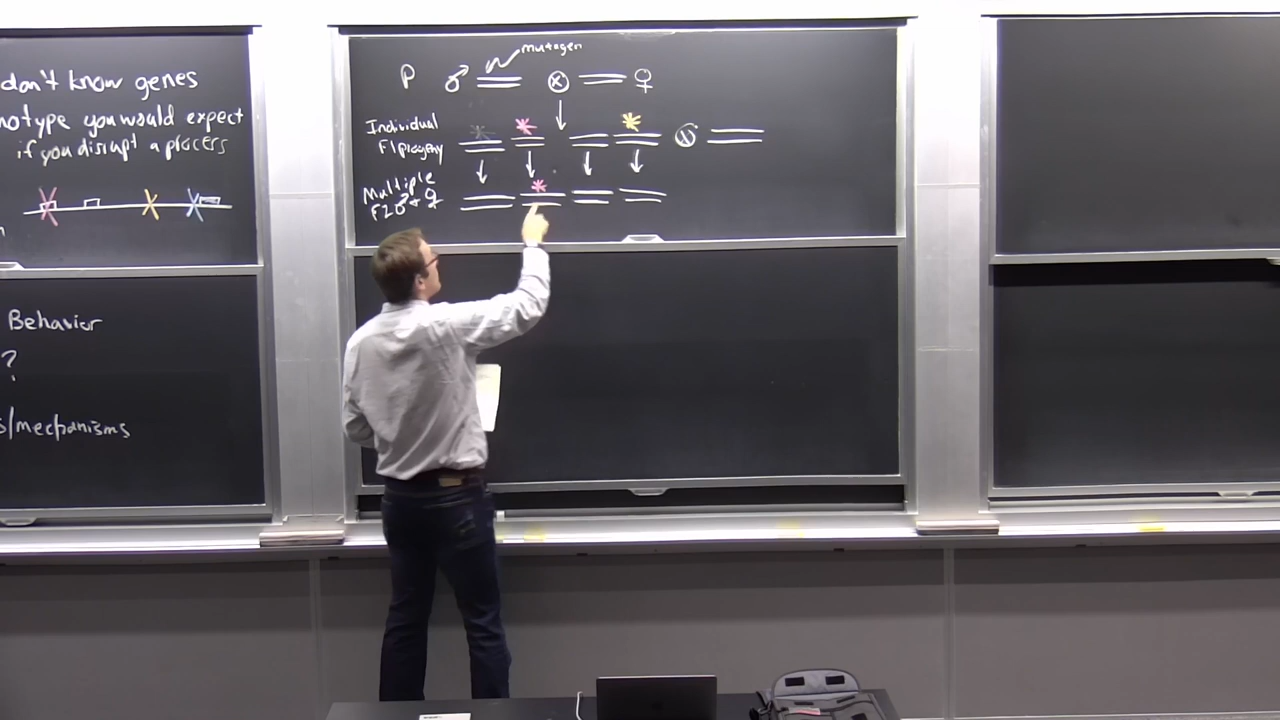 don't know genes
notype you would expect
if you disrupt a process
Behavior
?
s/mechanisms
mutagen
P ♂ ⊗ ♀
Individual
F1 progeny
Multiple
F2 ♂ + ♀